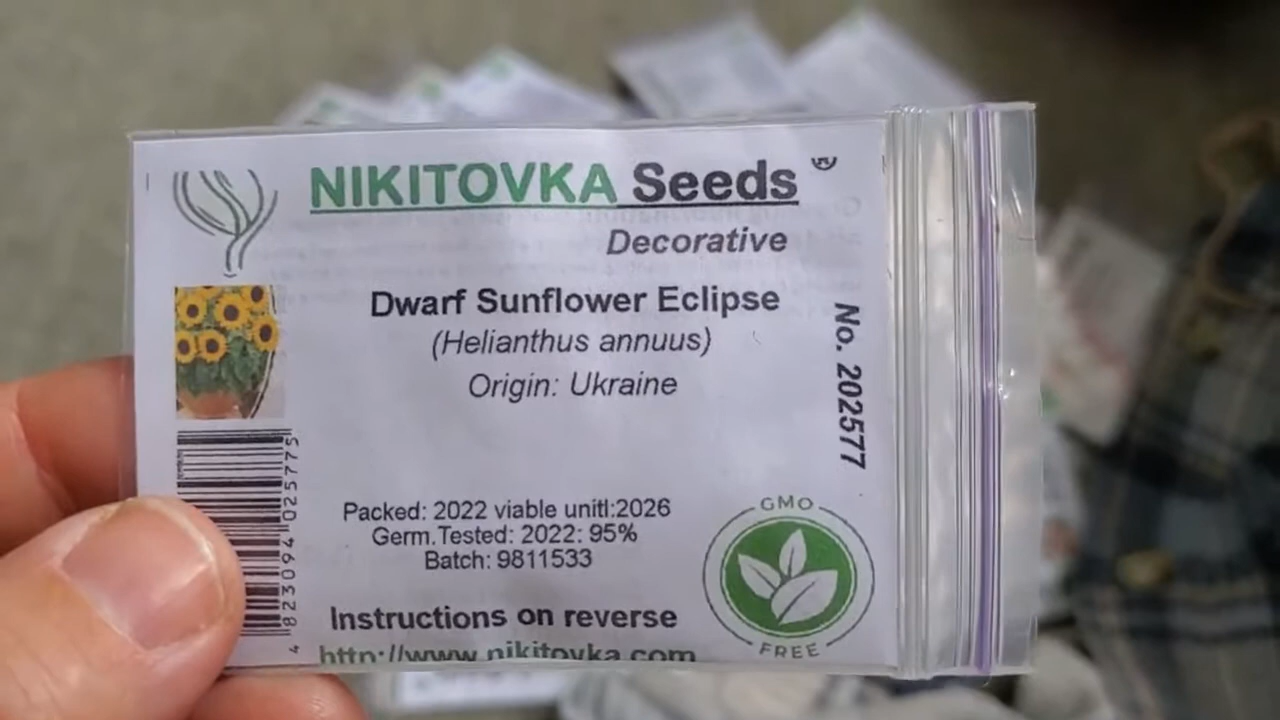 NIKITOVKA Seeds ®
Decorative
Dwarf Sunflower Eclipse
(Helianthus annuus)
Origin: Ukraine
No. 202577
4 823094 025775
Packed: 2022 viable unitl:2026
Germ.Tested: 2022: 95%
Batch: 9811533
GMO
FREE
Instructions on reverse
http://www.nikitovka.com